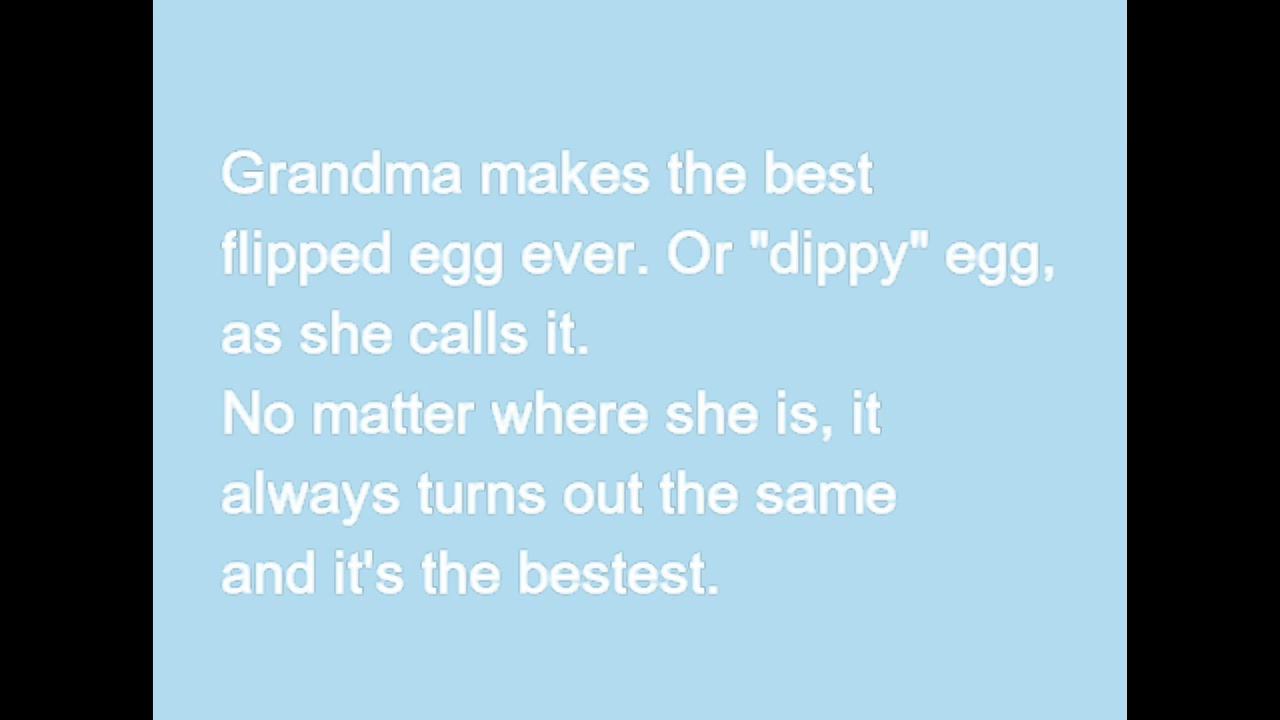 Grandma makes the best
flipped egg ever. Or "dippy" egg,
as she calls it.
No matter where she is, it
always turns out the same
and it's the bestest.